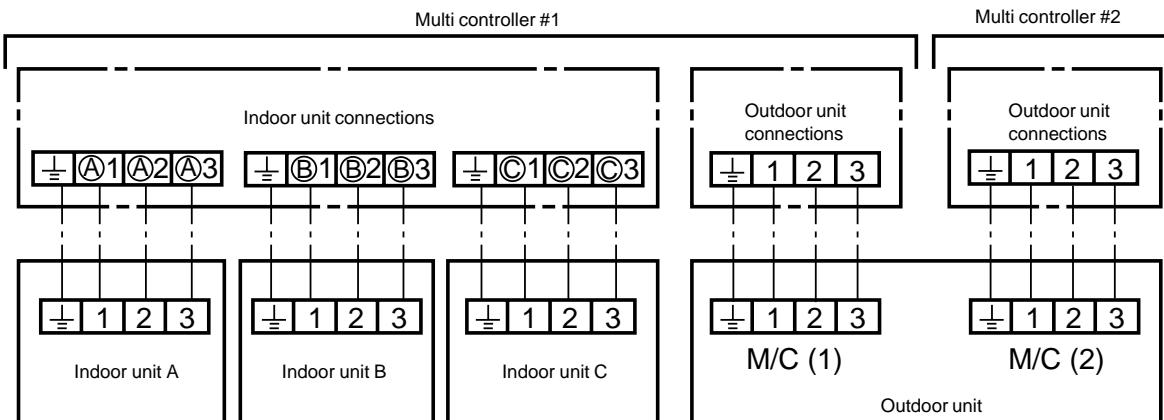 Multi controller #1
Multi controller #2
Indoor unit connections
Outdoor unit
connections
Outdoor unit
connections
⏚ Ⓐ1 Ⓐ2 Ⓐ3
⏚ Ⓑ1 Ⓑ2 Ⓑ3
⏚ Ⓒ1 Ⓒ2 Ⓒ3
⏚ 1 2 3
⏚ 1 2 3
⏚ 1 2 3
Indoor unit A
⏚ 1 2 3
Indoor unit B
⏚ 1 2 3
Indoor unit C
⏚ 1 2 3
M/C (1)
⏚ 1 2 3
M/C (2)
Outdoor unit